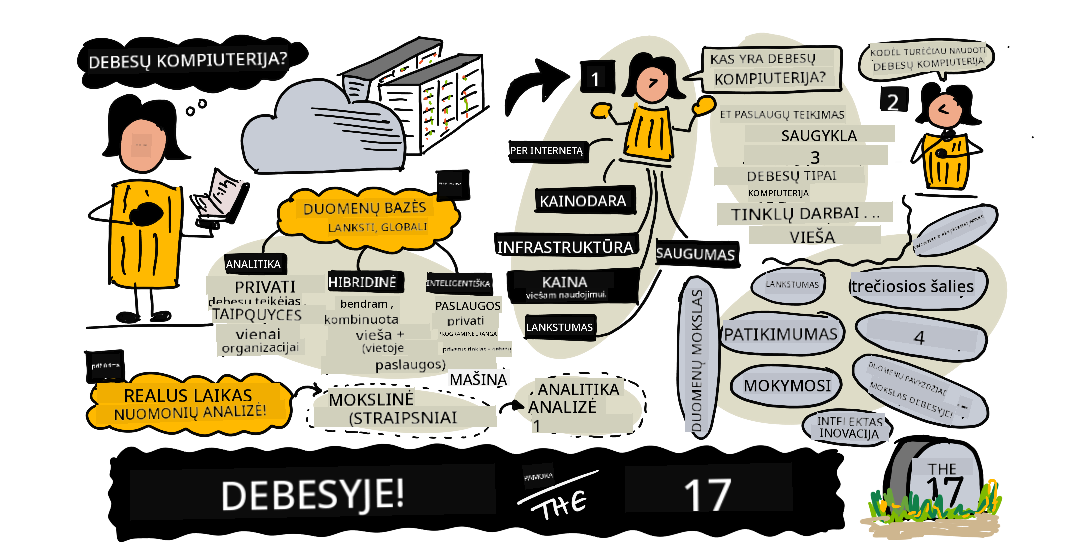 DEBESŲ KOMPIUTERIJA?
1
KAS YRA DEBESŲ
KOMPIUTERIJA?
KODĖL TURĖČIAU NAUDOTI
DEBESŲ KOMPIUTERIJĄ
2
ET PASLAUGŲ TEIKIMAS
SAUGYKLA
3
DEBESŲ TIPAI
KOMPIUTERIJA
TINKLŲ DARBAI . . .
VIEŠA
PER INTERNETĄ
KAINODARA
INFRASTRUKTŪRA
SAUGUMAS
KAINA
viešam naudojimui.
LANKSTUMAS
DUOMENŲ BAZĖS
LANKSTI, GLOBALI
ANALITIKA
PRIVATI
debesų teikėjas,
TAIPQUYCES
vienai
organizacijai
HIBRIDINĖ
bendram,
kombinuota
vieša +
(vietoje
paslaugos)
INTELIGENTIŠKA
PASLAUGOS
privati
MAŠINA
LANKSTUMAS
trečiosios šalies
DUOMENŲ MOKSLAS
PATIKIMUMAS
4
MOKYMOSI
DUOMENŲ PAVYZDŽIAI
MOKSLAS DEBESYJE!
INTELEKTAS
INOVACIJA
REALUS LAIKAS
NUOMONIŲ ANALIZĖ!
MOKSLINĖ
(STRAIPSNIAI
. ANALITIKA
ANALIZĖ
1
DEBESYJE!
PAMOKA
THE
17
THE
17